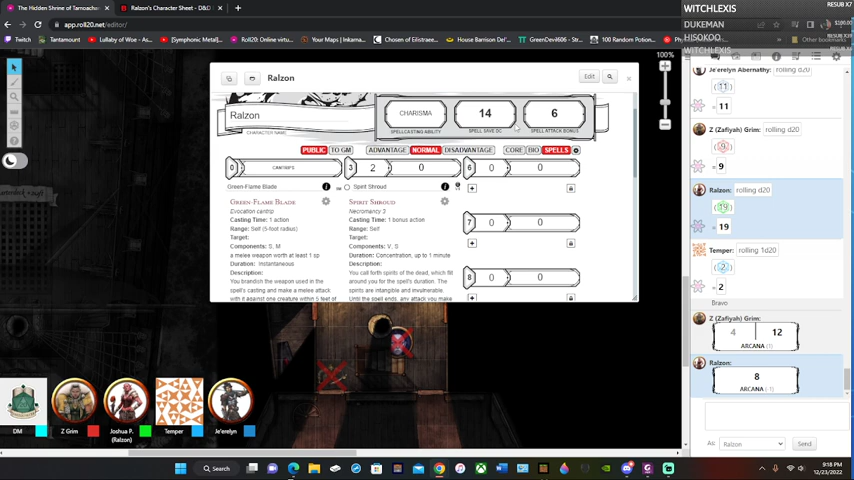 The Hidden Shrine of Tamoachan
Ralzon's Character Sheet - D&D
WITCHLEXIS
RESUB X7
DUKEMAN
HISOKOO
WITCHLEXIS
app.roll20.net/editor/
Twitch
Tantamount
Lullaby of Woe - As...
[Symphonic Metal]...
Roll20: Online virtu...
Your Maps | Inkarna...
Chosen of Eilistraee...
House Barrison Del'...
GreenDevil606 - Str...
100 Random Potion...
Other bookmarks
100%
Ralzon
Edit
Ralzon
CHARACTER NAME
CHARISMA
SPELLCASTING ABILITY
14
SPELL SAVE DC
6
SPELL ATTACK BONUS
PUBLIC
TO GM
ADVANTAGE
NORMAL
DISADVANTAGE
CORE
BIO
SPELLS
0
CANTRIPS
3
2
0
6
0
0
Green-Flame Blade
Spirit Shroud
GREEN-FLAME BLADE
Evocation cantrip
Casting Time: 1 action
Range: Self (5-foot radius)
Target:
Components: S, M
a melee weapon worth at least 1 sp
Duration: Instantaneous
Description:
You brandish the weapon used in the
spell's casting and make a melee attack
with it against one creature within 5 feet of
SPIRIT SHROUD
Necromancy 3
Casting Time: 1 bonus action
Range: Self
Target:
Components: V, S
Duration: Concentration, up to 1 minute
Description:
You call forth spirits of the dead, which flit
around you for the spell's duration. The
spirits are intangible and invulnerable.
Until the spell ends, any attack you make
7
0
0
8
0
0
DM
Z Grim
Joshua P.
(Ralzon)
Temper
Je'erelyn
Je'erelyn Abernathy: rolling d20
(11)
= 11
Z (Zafiyah) Grim: rolling d20
(9)
= 9
Ralzon: rolling d20
(19)
= 19
Temper: rolling 1d20
(2)
= 2
Bravo
Z (Zafiyah) Grim:
4
12
ARCANA (1)
Ralzon:
8
ARCANA (-1)
As:
Ralzon
Send
Search
9:18 PM
12/23/2022